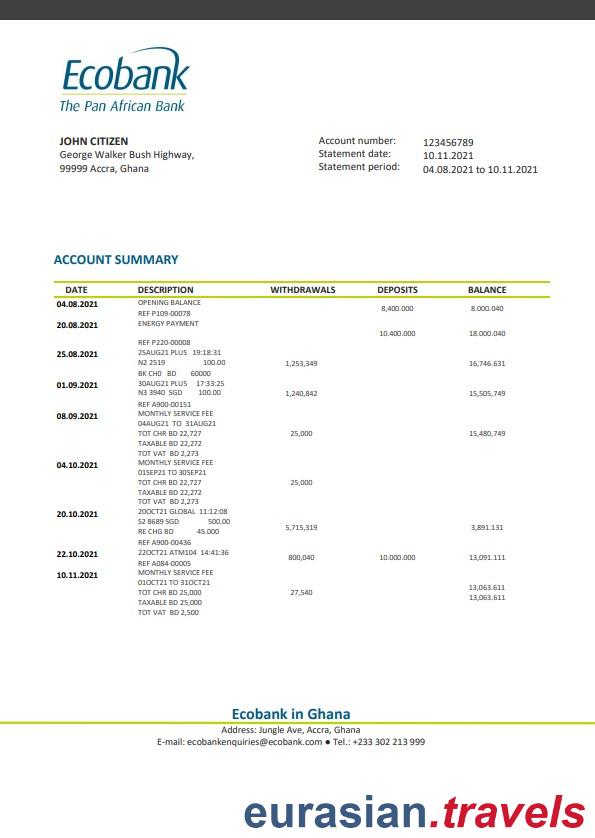 Ecobank
The Pan African Bank
JOHN CITIZEN
George Walker Bush Highway,
99999 Accra, Ghana
Account number: 123456789
Statement date: 10.11.2021
Statement period: 04.08.2021 to 10.11.2021
ACCOUNT SUMMARY
DATE DESCRIPTION WITHDRAWALS DEPOSITS BALANCE
04.08.2021 OPENING BALANCE
8,400.000 8.000.040
REF P109-00078
20.08.2021 ENERGY PAYMENT
10.400.000 18.000.040
REF P220-00008
25.08.2021 25AUG21 PLUS 19:18:31
N2 2519 100.00 1,253,349 16,746.631
BK CH0 BD 60000
01.09.2021 30AUG21 PLUS 17:33:25
N3 3940 SGD 100.00 1,240,842 15,505,749
REF A900-00151
08.09.2021 MONTHLY SERVICE FEE
04AUG21 TO 31AUG21
TOT CHR BD 22,727 25,000 15,480,749
TAXABLE BD 22,272
TOT VAT BD 2,273
04.10.2021 MONTHLY SERVICE FEE
01SEP21 TO 30SEP21
TOT CHR BD 22,727 25,000
TAXABLE BD 22,272
TOT VAT BD 2,273
20.10.2021 20OCT21 GLOBAL 11:12:08
S2 8689 SGD 500.00
5,715,319 3,891.131
RE CHG BD 45.000
REF A900-00436
22.10.2021 22OCT21 ATM104 14:41:36
800,040 10.000.000 13,091.111
REF A084-00005
10.11.2021 MONTHLY SERVICE FEE
01OCT21 TO 31OCT21 13,063.611
TOT CHR BD 25,000 27,540 13,063.611
TAXABLE BD 25,000
TOT VAT BD 2,500
Ecobank in Ghana
Address: Jungle Ave, Accra, Ghana
E-mail: ecobankenquiries@ecobank.com ● Tel.: +233 302 213 999
eurasian.travels